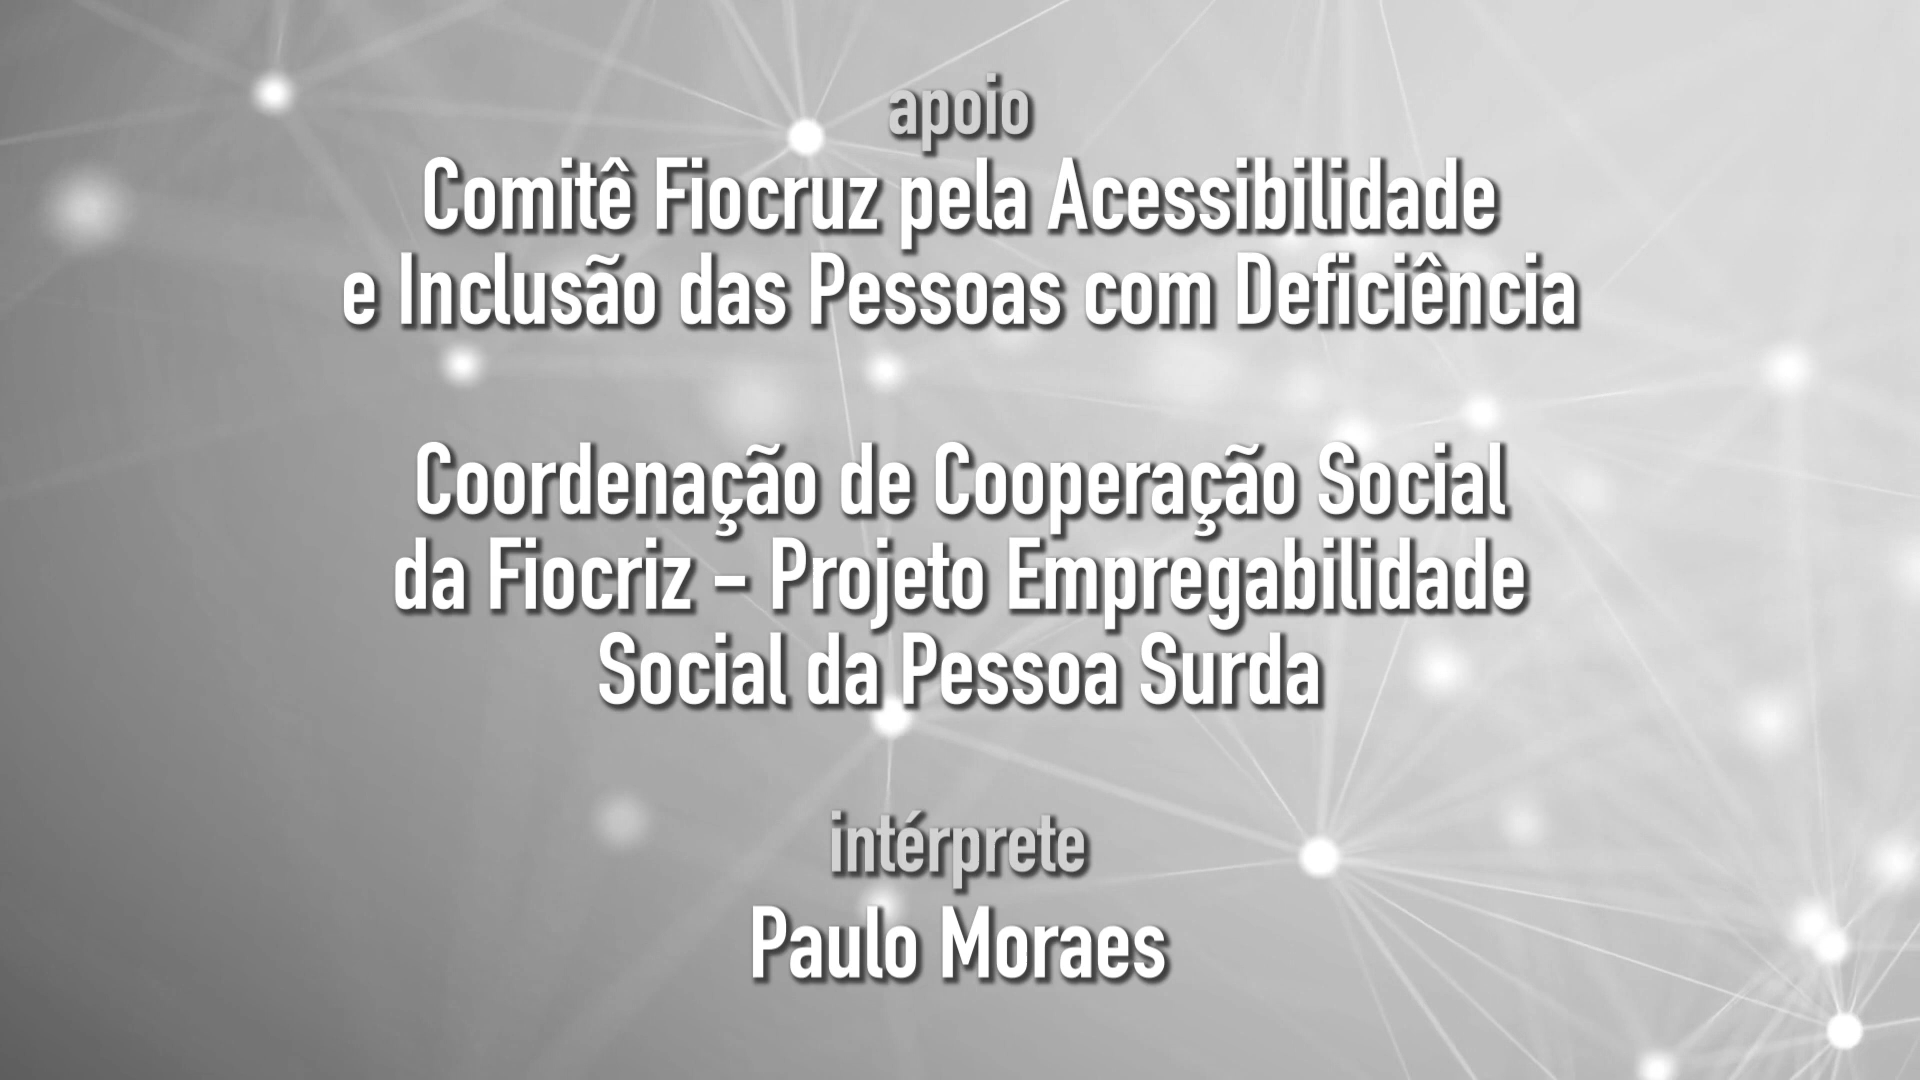 apoio
Comitê Fiocruz pela Acessibilidade
e Inclusão das Pessoas com Deficiência
Coordenação de Cooperação Social
da Fiocriz – Projeto Empregabilidade
Social da Pessoa Surda
intérprete
Paulo Moraes